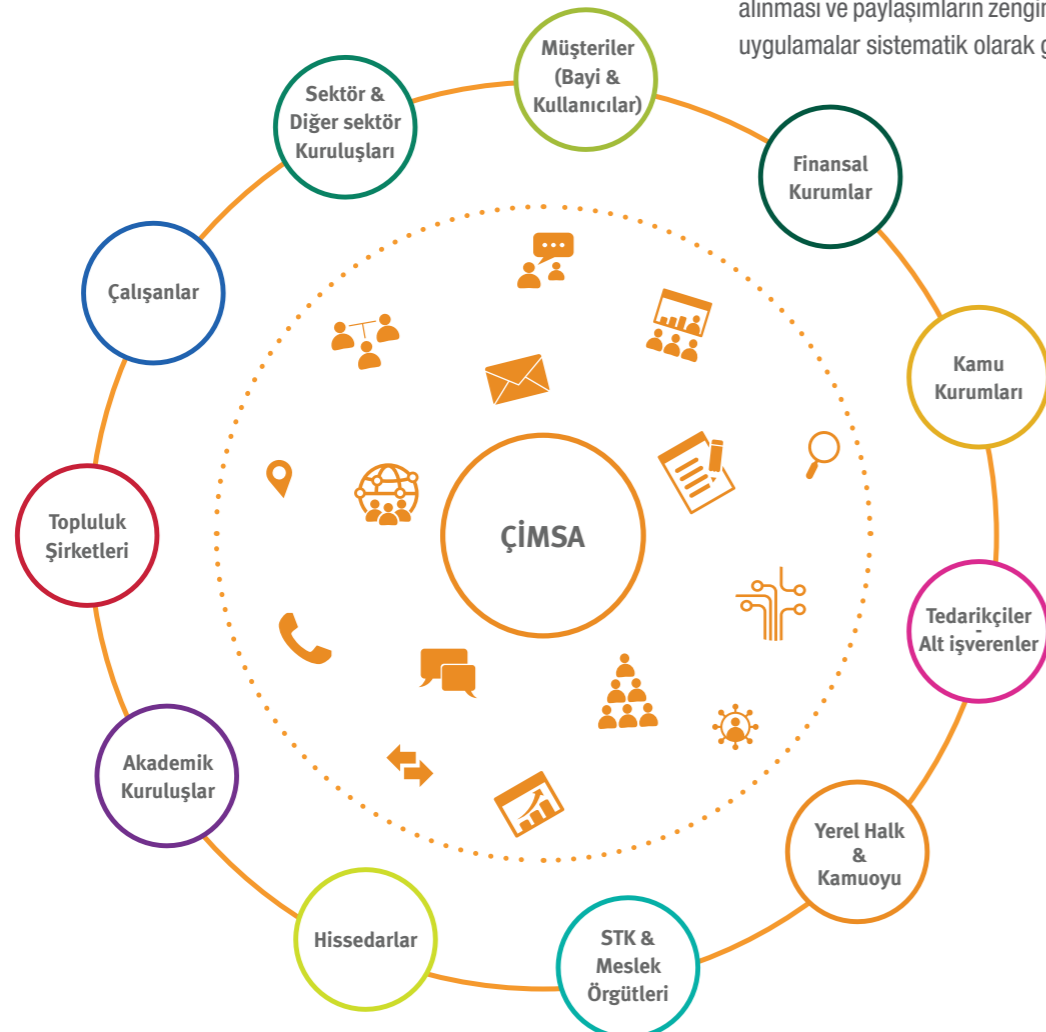 alınması ve paylaşımların
uygulamalar sistematik olarak
Müşteriler
(Bayi &
Kullanıcılar)
Finansal
Kurumlar
Kamu
Kurumları
Tedarikçiler
-
Alt işverenler
Yerel Halk
&
Kamuoyu
STK &
Meslek
Örgütleri
Hissedarlar
Akademik
Kuruluşlar
Topluluk
Şirketleri
Çalışanlar
Sektör &
Diğer sektör
Kuruluşları
ÇİMSA